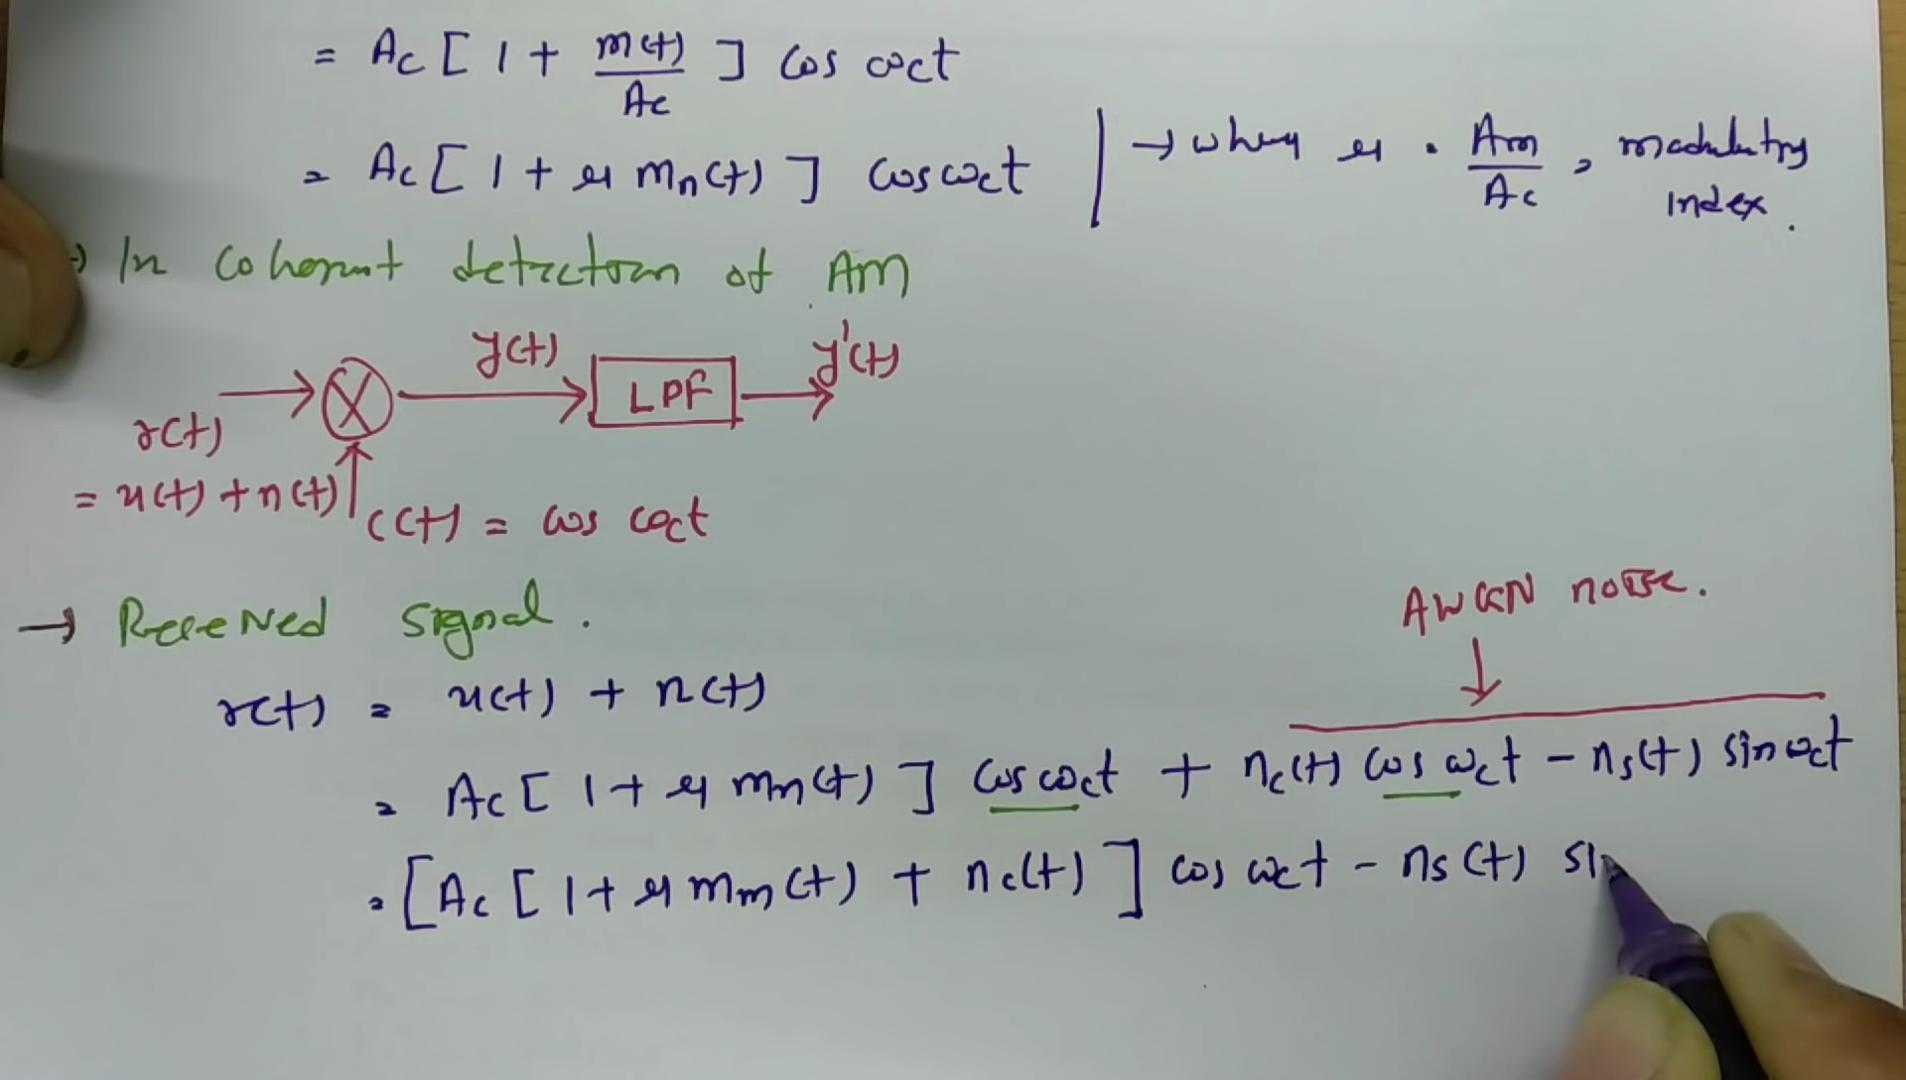 = Ac [ 1 + m(t)/Ac ] cos ωct
= Ac [ 1 + μ mn(t) ] cos ωct | → where μ = Am/Ac , modulating index.
→ In coherent detection of AM
y(t) y'(t)
LPF
r(t)
= x(t) + n(t)
c(t) = cos ωct
→ Received signal.
AWGN noise.
r(t) = x(t) + n(t)
= Ac [ 1 + μ mn(t) ] cos ωct + nc(t) cos ωct - ns(t) sin ωct
= [ Ac [ 1 + μ mm(t) + nc(t) ] cos ωct - ns(t) si